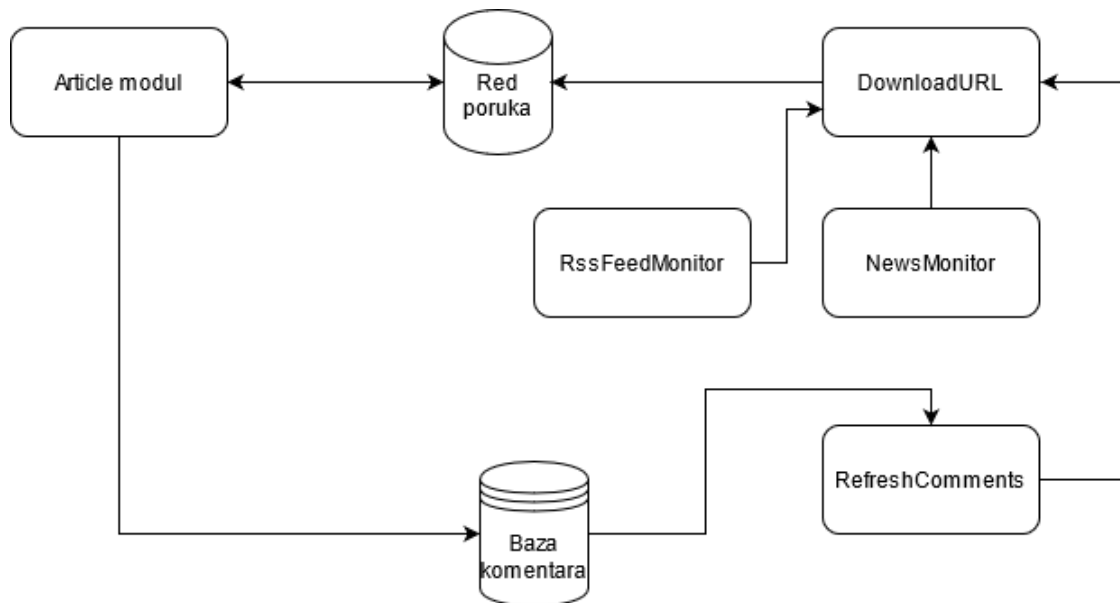 Article modul
Red
poruka
DownloadURL
RssFeedMonitor
NewsMonitor
RefreshComments
Baza
komentara